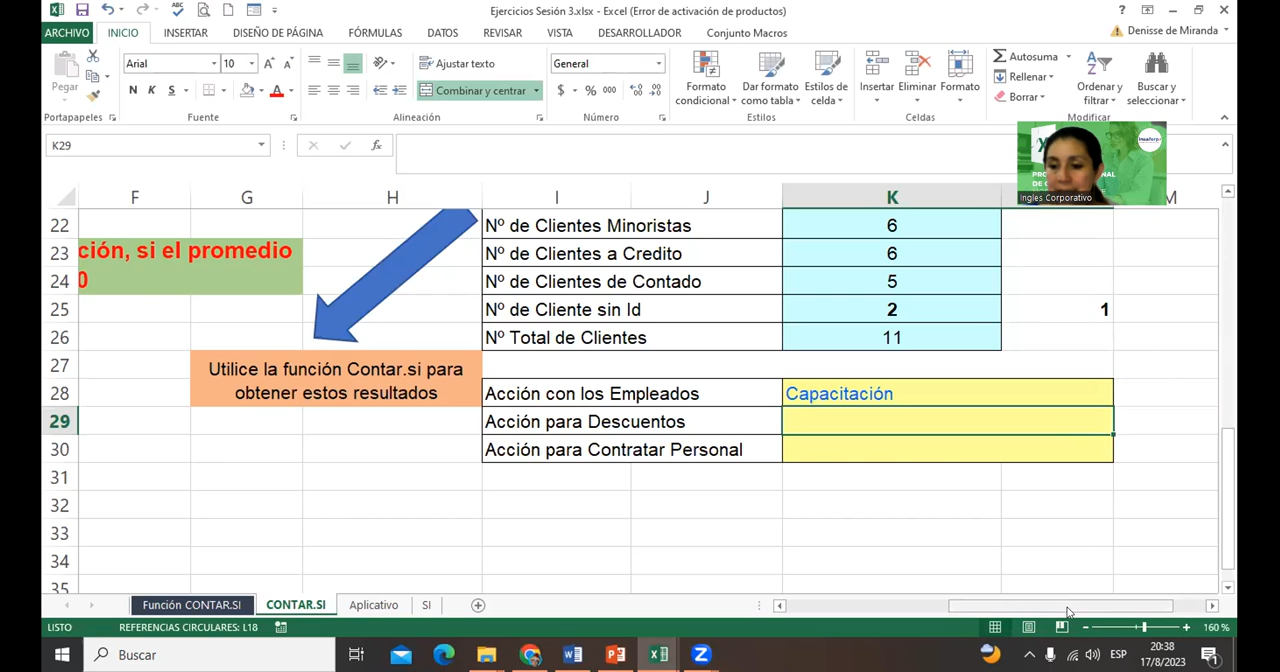 Ejercicios Sesión 3.xlsx - Excel (Error de activación de productos)
ARCHIVO INICIO INSERTAR DISEÑO DE PÁGINA FÓRMULAS DATOS REVISAR VISTA DESARROLLADOR Conjunto Macros Denisse de Miranda
Pegar
Arial 10
N K S
Ajustar texto
Combinar y centrar
General
$ % 000
Formato condicional
Dar formato como tabla
Estilos de celda
Insertar Eliminar Formato
Autosuma
Rellenar
Borrar
Ordenar y filtrar
Buscar y seleccionar
Portapapeles Fuente Alineación Número Estilos Celdas Modificar
K29
fx
Ingles Corporativo
F G H I J K M
22 Nº de Clientes Minoristas 6
23 ción, si el promedio Nº de Clientes a Credito 6
24 0 Nº de Clientes de Contado 5
25 Nº de Cliente sin Id 2 1
26 Nº Total de Clientes 11
27 Utilice la función Contar.si para
28 obtener estos resultados Acción con los Empleados Capacitación
29 Acción para Descuentos
30 Acción para Contratar Personal
31
32
33
34
35
Función CONTAR.SI CONTAR.SI Aplicativo SI
LISTO REFERENCIAS CIRCULARES: L18 160 %
Buscar
ESP
20:38
17/8/2023